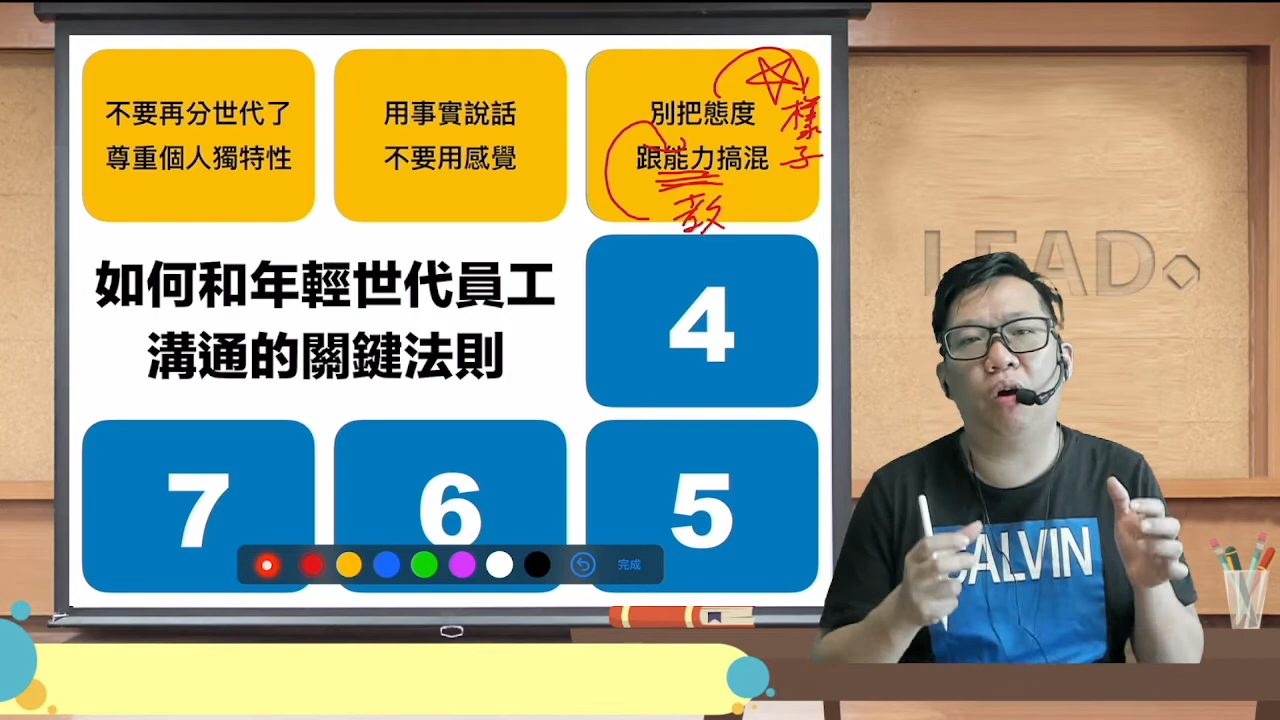 不要再分世代了
尊重個人獨特性
用事實說話
不要用感覺
別把態度
跟能力搞混
樣子
教
如何和年輕世代員工
溝通的關鍵法則
4
7
6
5
完成
LEAD
CALVIN